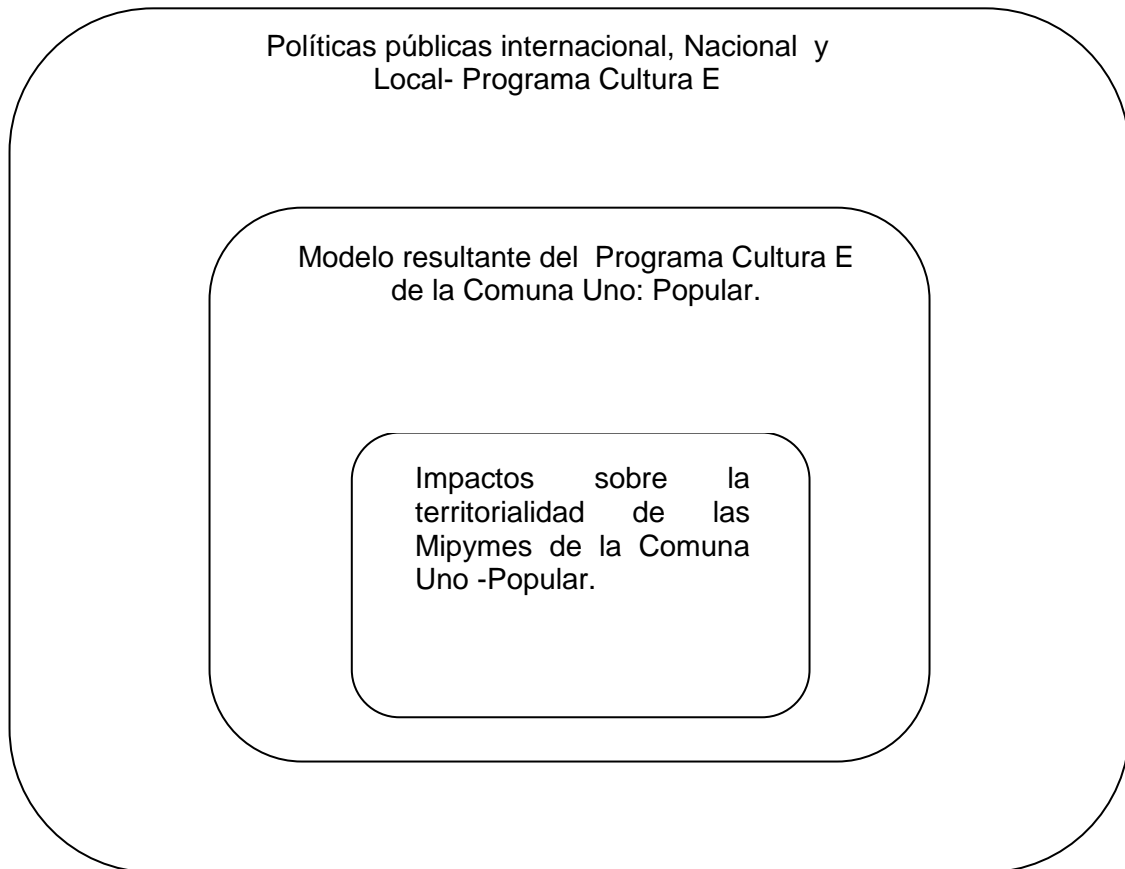 Políticas públicas internacional, Nacional y
Local- Programa Cultura E
Modelo resultante del Programa Cultura E
de la Comuna Uno: Popular.
Impactos sobre la
territorialidad de las
Mipymes de la Comuna
Uno -Popular.